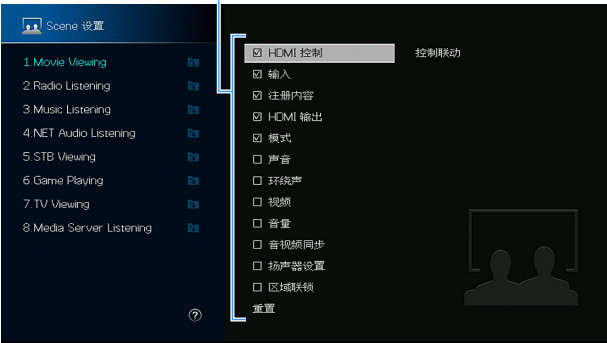 Scene 设置
1.Movie Viewing
2.Radio Listening
3.Music Listening
4.NET Audio Listening
5.STB Viewing
6.Game Playing
7.TV Viewing
8.Media Server Listening
?
HDMI 控制 控制联动
输入
注册内容
HDMI 输出
模式
声音
环绕声
视频
音量
音视频同步
扬声器设置
区域联锁
重置